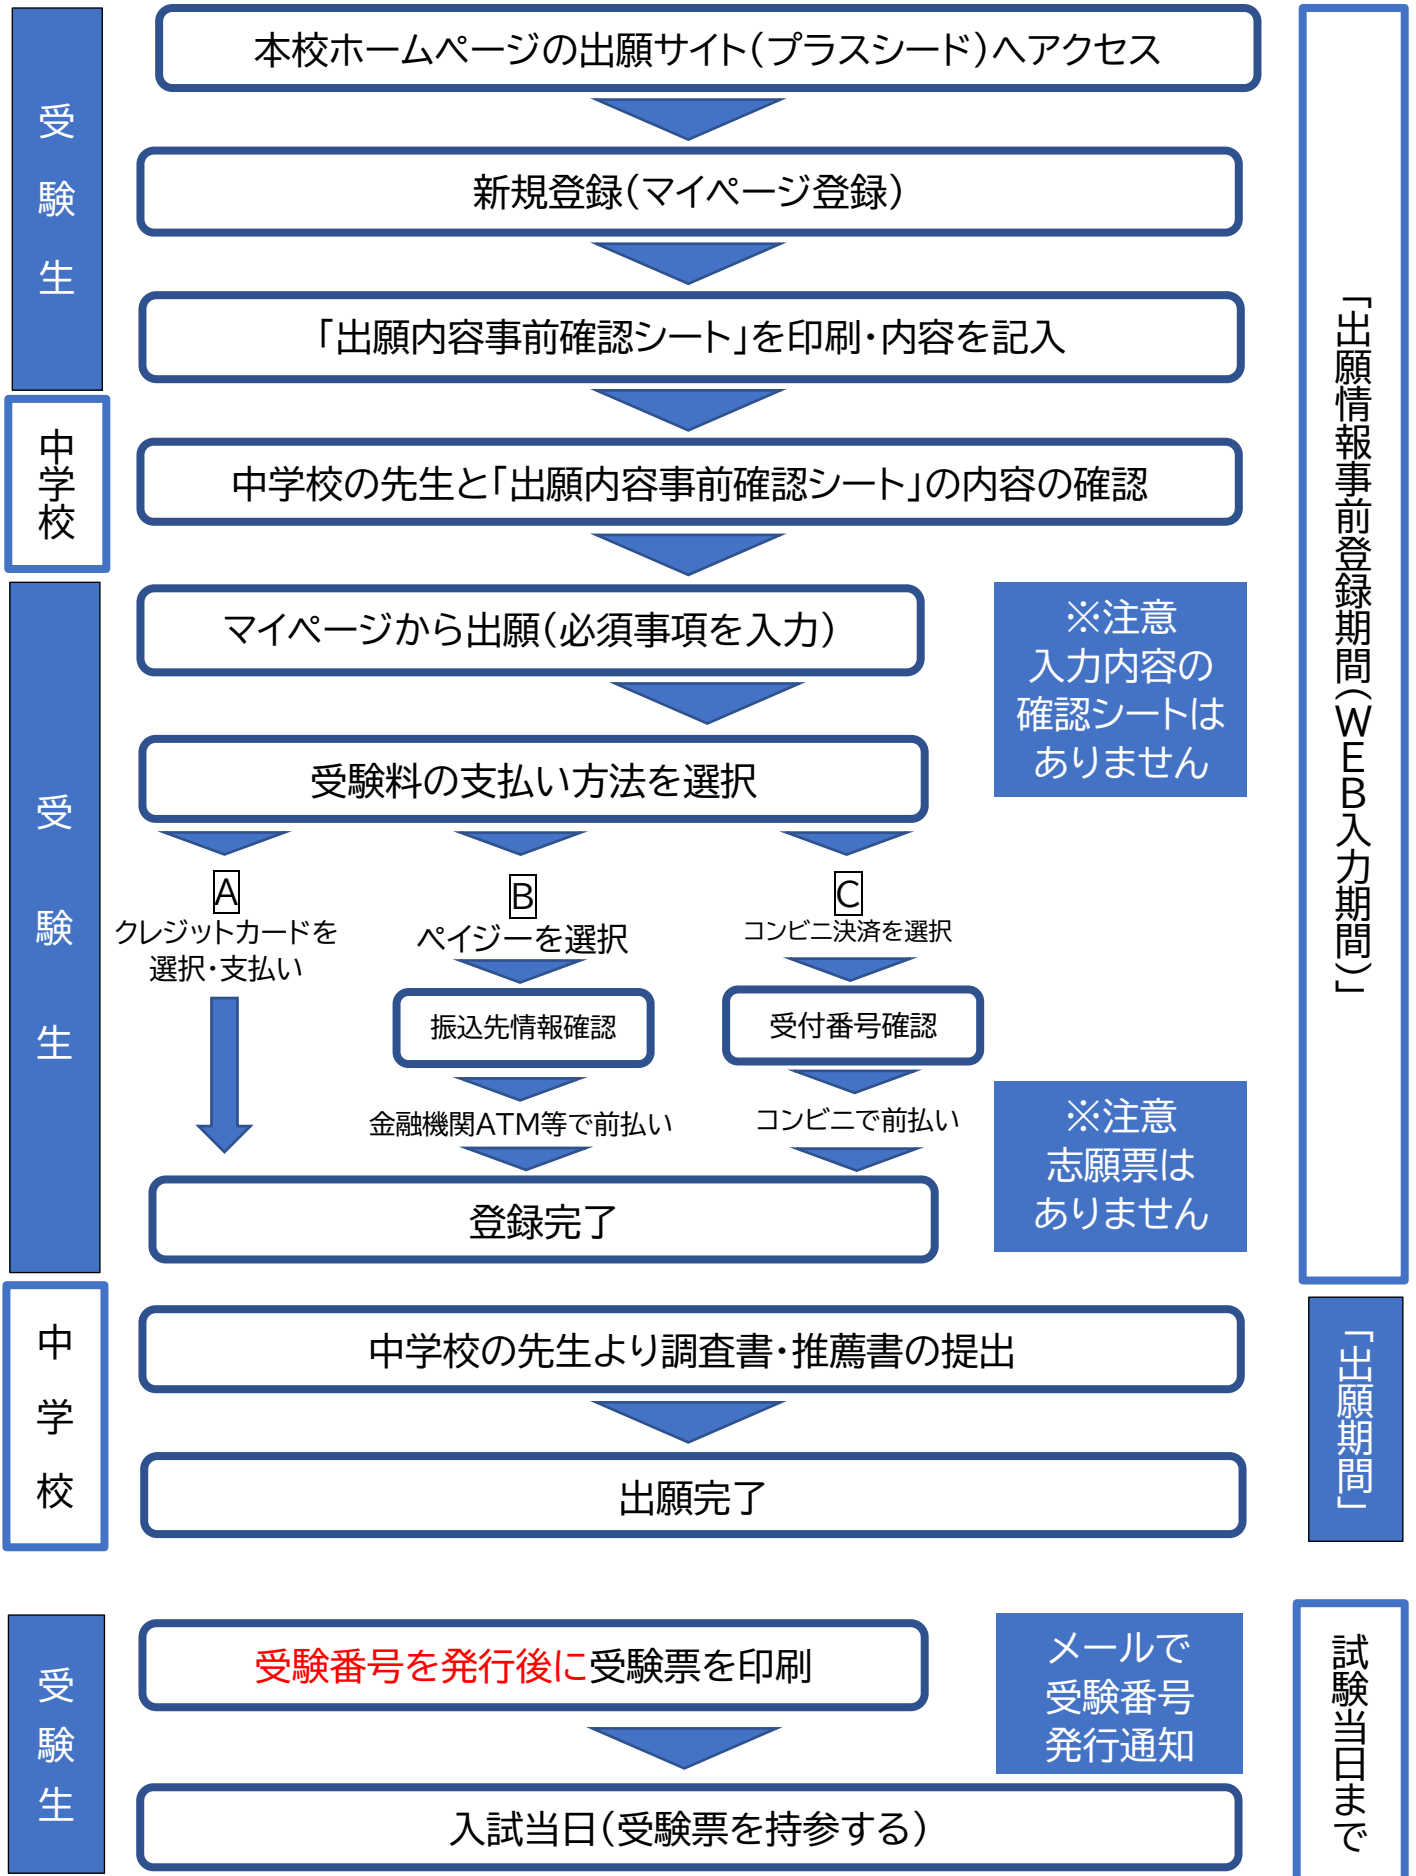 受験生
本校ホームページの出願サイト(プラスシード)へアクセス
新規登録(マイページ登録)
「出願内容事前確認シート」を印刷・内容を記入
中学校
中学校の先生と「出願内容事前確認シート」の内容の確認
受験生
マイページから出願(必須事項を入力)
※注意
入力内容の
確認シートは
ありません
受験料の支払い方法を選択
A
クレジットカードを
選択・支払い
B
ペイジーを選択
振込先情報確認
金融機関ATM等で前払い
C
コンビニ決済を選択
受付番号確認
コンビニで前払い
※注意
志願票は
ありません
登録完了
「出願情報事前登録期間(WEB入力期間)」
中学校
中学校の先生より調査書・推薦書の提出
出願完了
「出願期間」
受験生
受験番号を発行後に受験票を印刷
メールで
受験番号
発行通知
入試当日(受験票を持参する)
試験当日まで